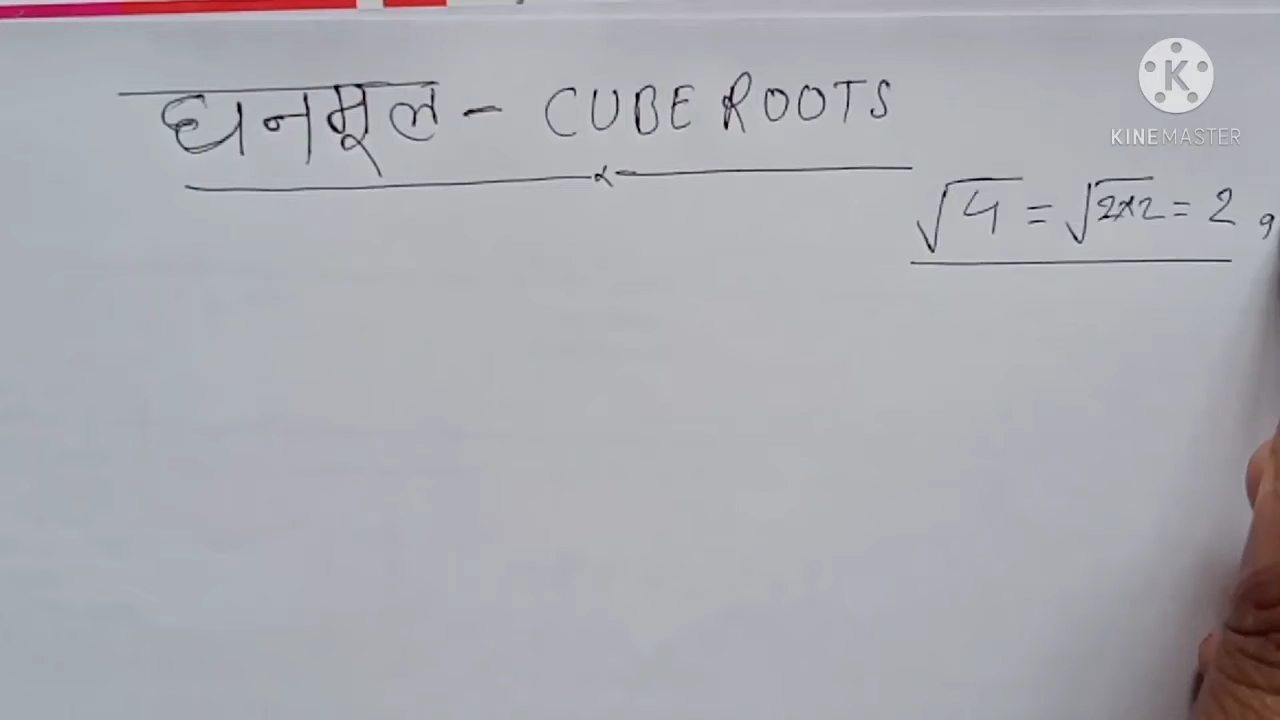 घनमूल - CUBE ROOTS
√4 = √2×2 = 2,
K
KINEMASTER